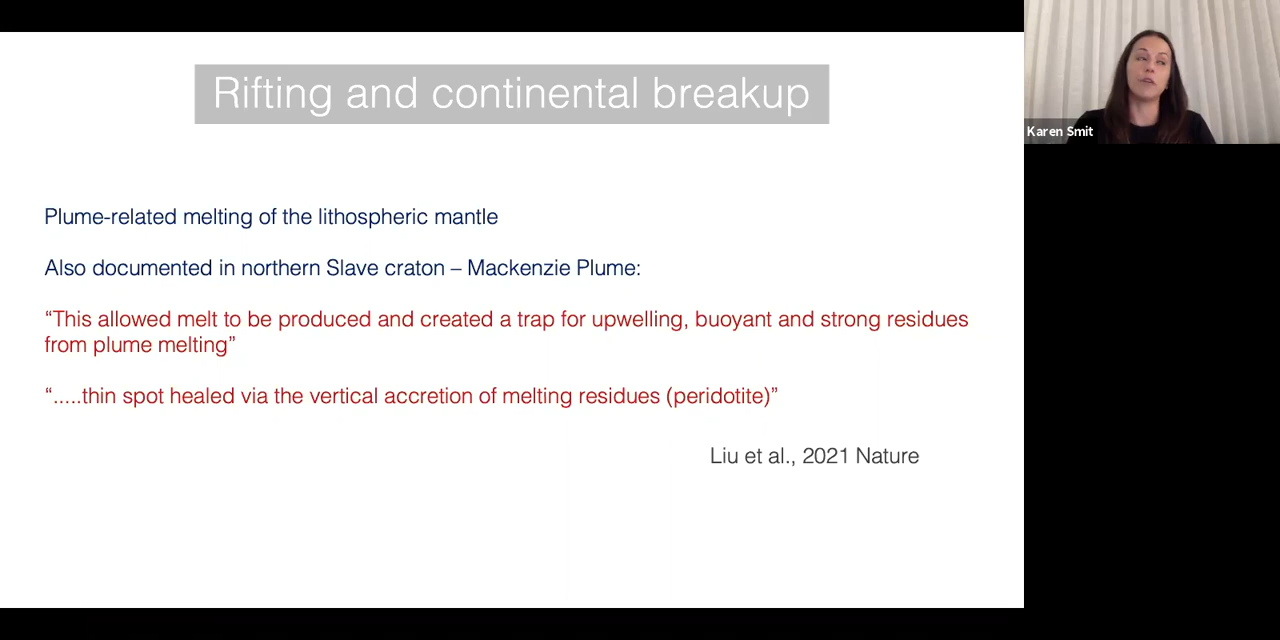 Rifting and continental breakup
Karen Smit
Plume-related melting of the lithospheric mantle
Also documented in northern Slave craton – Mackenzie Plume:
“This allowed melt to be produced and created a trap for upwelling, buoyant and strong residues
from plume melting”
“.....thin spot healed via the vertical accretion of melting residues (peridotite)”
Liu et al., 2021 Nature